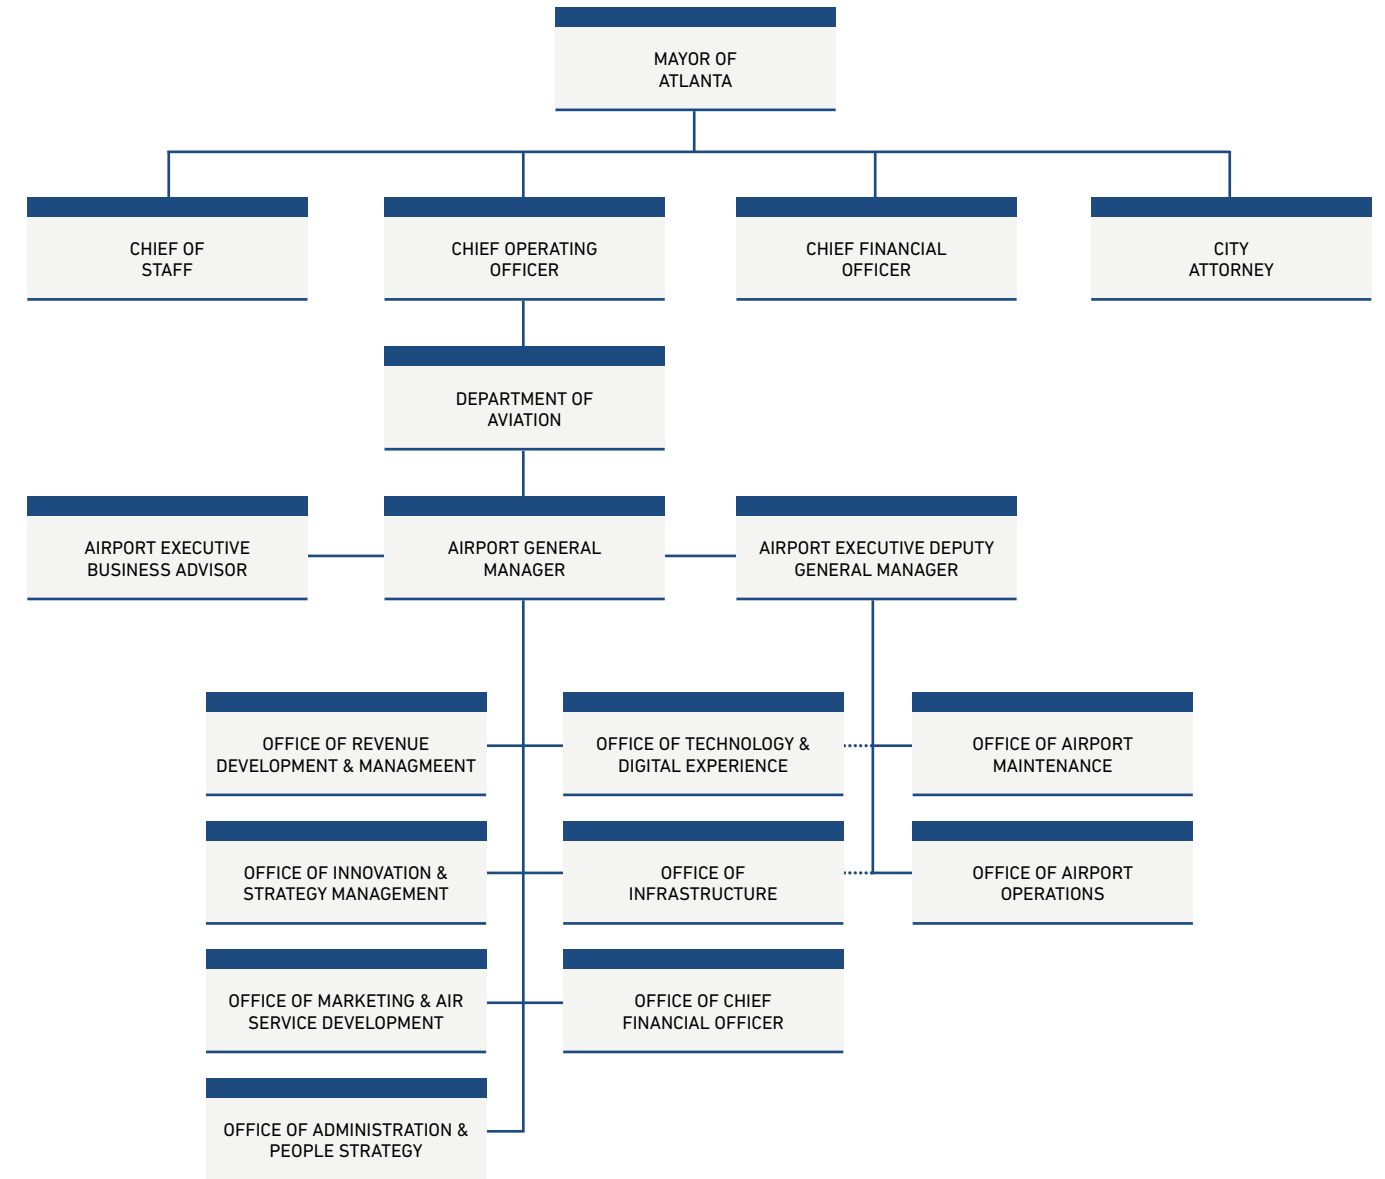 MAYOR OF
ATLANTA
CHIEF OF
STAFF
CHIEF OPERATING
OFFICER
CHIEF FINANCIAL
OFFICER
CITY
ATTORNEY
DEPARTMENT OF
AVIATION
AIRPORT EXECUTIVE
BUSINESS ADVISOR
AIRPORT GENERAL
MANAGER
AIRPORT EXECUTIVE DEPUTY
GENERAL MANAGER
OFFICE OF REVENUE
DEVELOPMENT & MANAGMEENT
OFFICE OF TECHNOLOGY &
DIGITAL EXPERIENCE
OFFICE OF AIRPORT
MAINTENANCE
OFFICE OF INNOVATION &
STRATEGY MANAGEMENT
OFFICE OF
INFRASTRUCTURE
OFFICE OF AIRPORT
OPERATIONS
OFFICE OF MARKETING & AIR
SERVICE DEVELOPMENT
OFFICE OF CHIEF
FINANCIAL OFFICER
OFFICE OF ADMINISTRATION &
PEOPLE STRATEGY